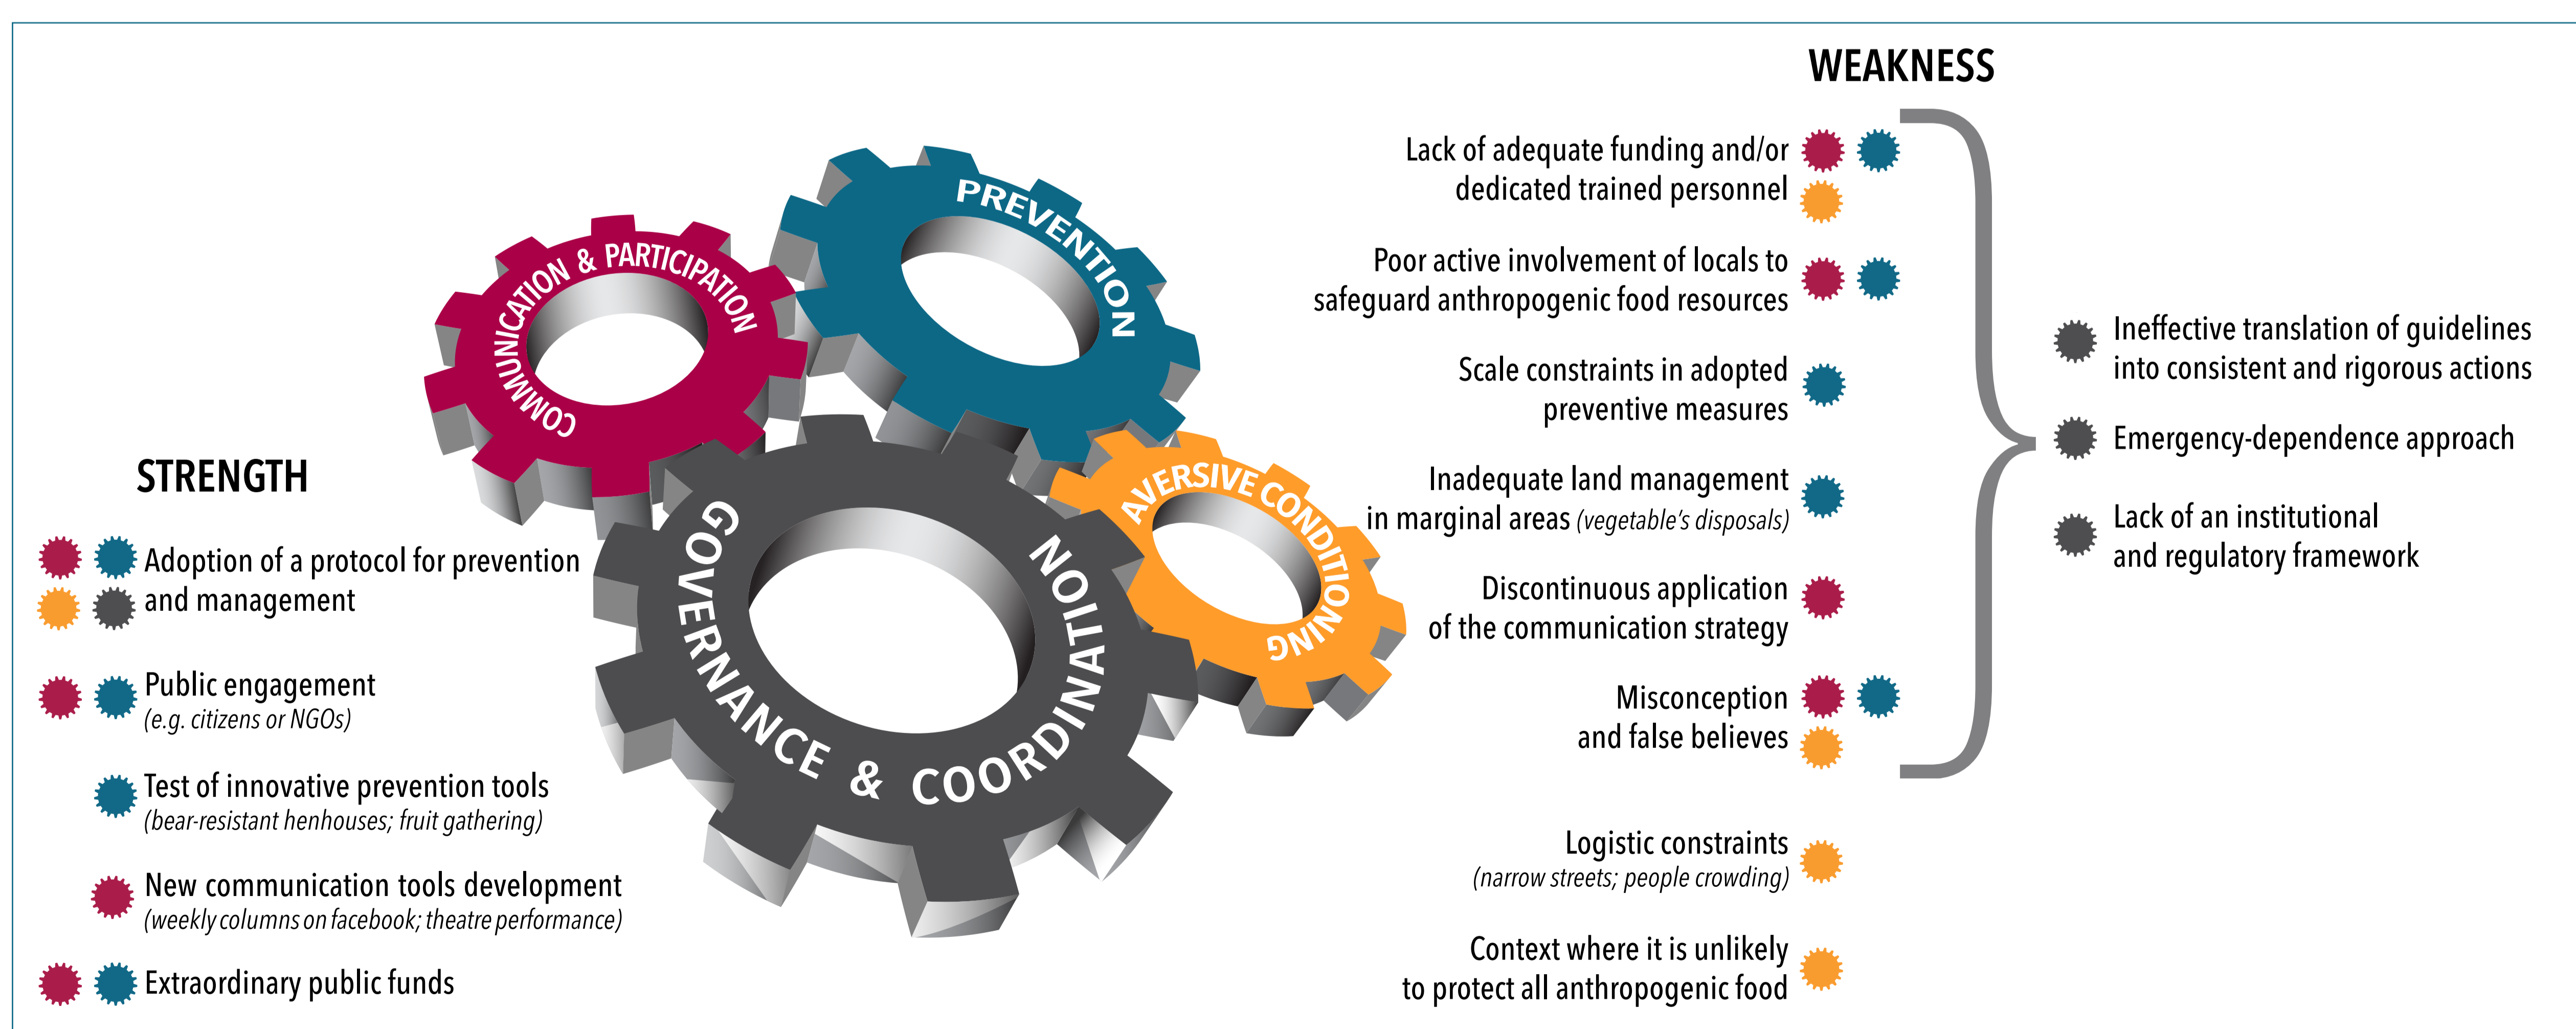 WEAKNESS
COMMUNICATION & PARTICIPATION
PREVENTION
GOVERNANCE & COORDINATION
AVERSIVE CONDITIONING
STRENGTH
Adoption of a protocol for prevention
and management
Public engagement
(e.g. citizens or NGOs)
Test of innovative prevention tools
(bear-resistant henhouses; fruit gathering)
New communication tools development
(weekly columns on facebook; theatre performance)
Extraordinary public funds
Lack of adequate funding and/or
dedicated trained personnel
Poor active involvement of locals to
safeguard anthropogenic food resources
Scale constraints in adopted
preventive measures
Inadequate land management
in marginal areas (vegetable's disposals)
Discontinuous application
of the communication strategy
Misconception
and false believes
Logistic constraints
(narrow streets; people crowding)
Context where it is unlikely
to protect all anthropogenic food
Ineffective translation of guidelines
into consistent and rigorous actions
Emergency-dependence approach
Lack of an institutional
and regulatory framework